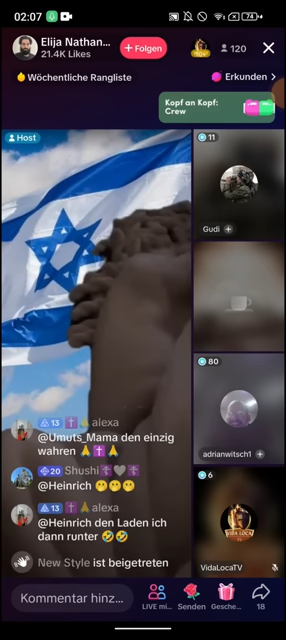 02:07
74
Elija Nathan...
21.4K Likes
+ Folgen
120
Wöchentliche Rangliste
Erkunden >
Kopf an Kopf:
Crew
Host
11
Gudi
80
adrianwitsch1
6
VIDA LOCA
VidaLocaTV
13 alexa
@Umuts_Mama den einzig
wahren
20 Shushi
@Heinrich
13 alexa
@Heinrich den Laden ich
dann runter
New Style ist beigetreten
Kommentar hinz...
LIVE mi...
Senden
Gesche...
18